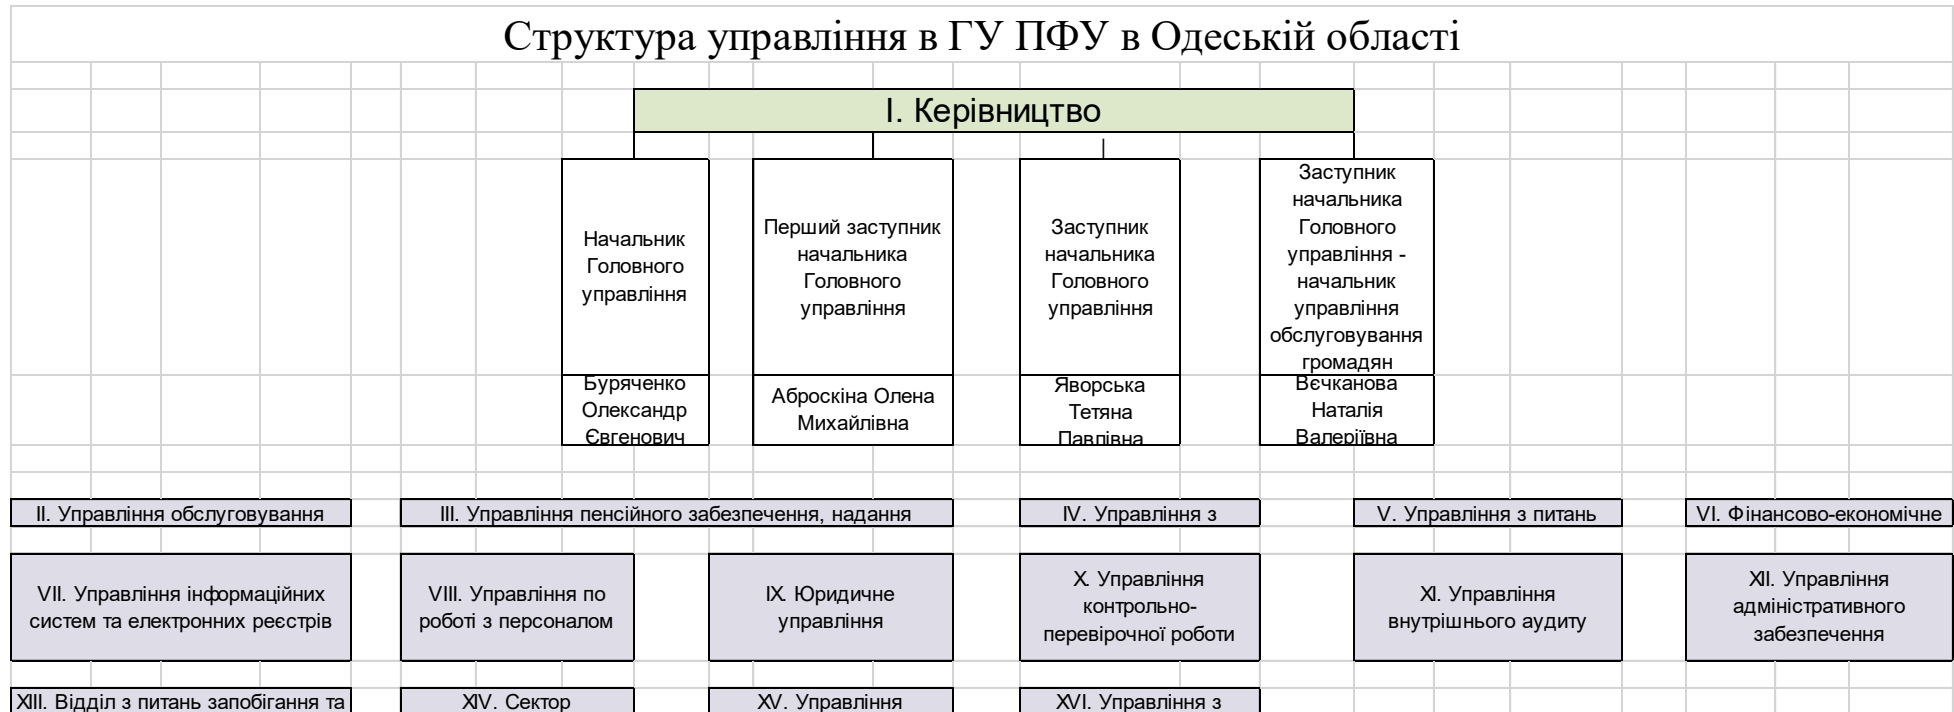 Структура управління в ГУ ПФУ в Одеській області
І. Керівництво
Начальник
Головного
управління
Перший заступник
начальника
Головного
управління
Заступник
начальника
Головного
управління
Заступник
начальника
Головного
управління -
начальник
управління
обслуговування
громадян
Буряченко
Олександр
Євгенович
Аброскіна Олена
Михайлівна
Яворська
Тетяна
Павлівна
Вєчканова
Наталія
Валеріївна
ІІ. Управління обслуговування
ІІІ. Управління пенсійного забезпечення, надання
IV. Управління з
V. Управління з питань
VI. Фінансово-економічне
VII. Управління інформаційних
систем та електронних реєстрів
VIII. Управління по
роботі з персоналом
IX. Юридичне
управління
X. Управління
контрольно-
перевірочної роботи
XI. Управління
внутрішнього аудиту
XII. Управління
адміністративного
забезпечення
XIII. Відділ з питань запобігання та
XIV. Сектор
XV. Управління
XVI. Управління з